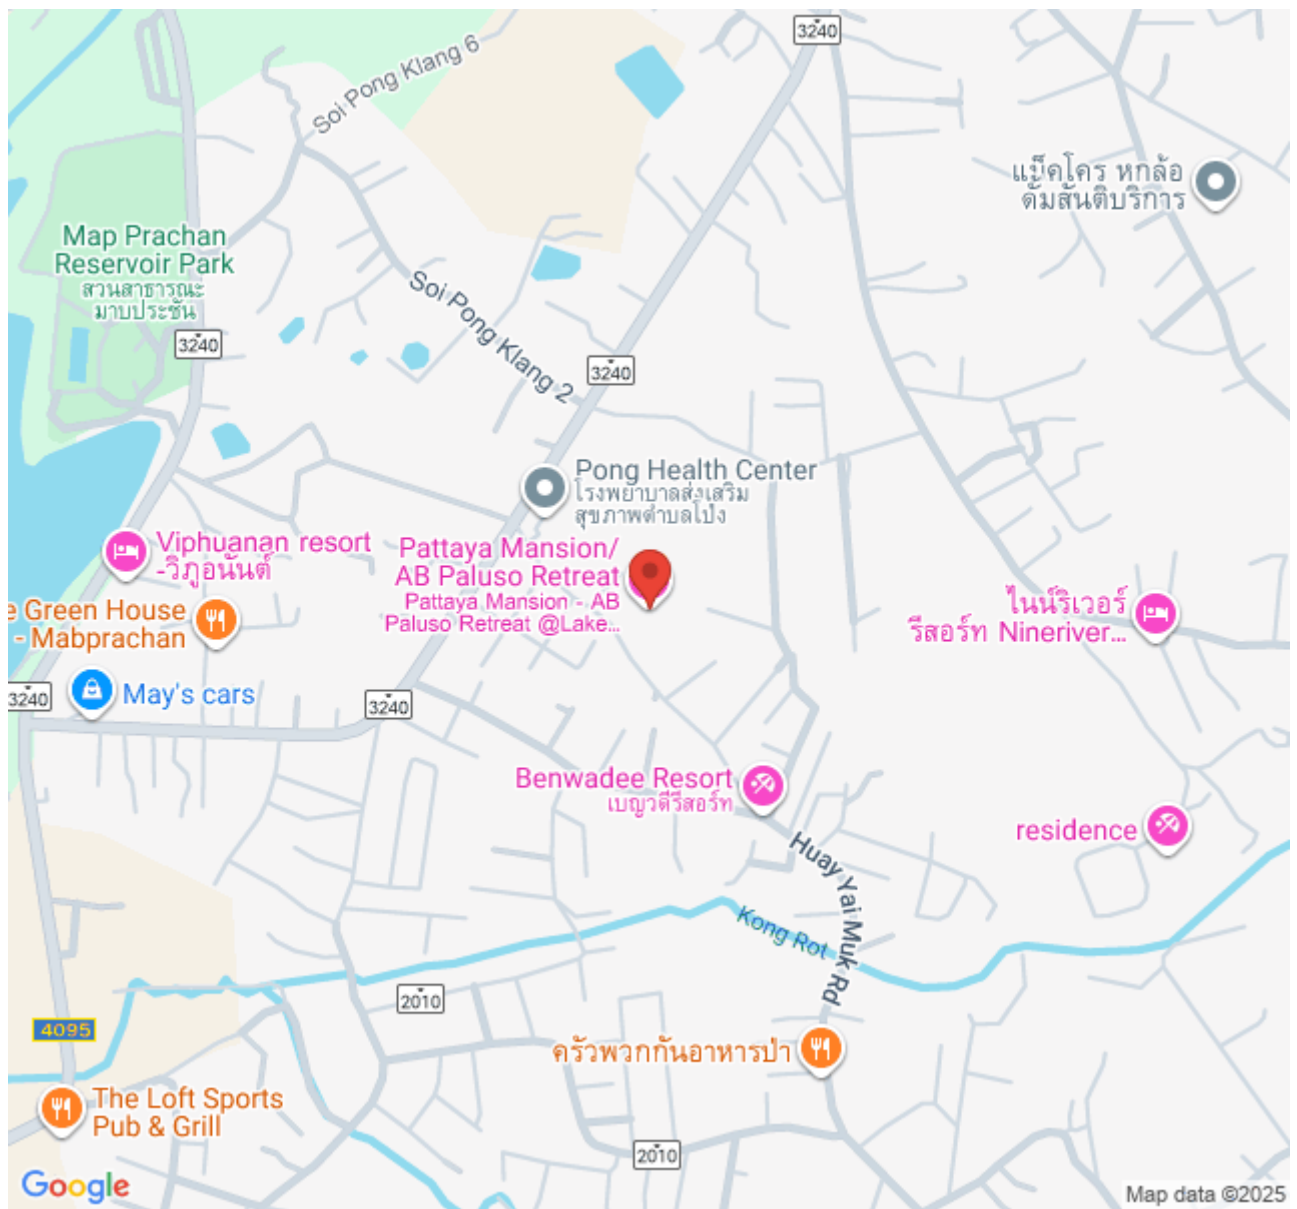 3240
Soi Pong Klang 6
แบ็คโคร หกล้อ
ดั้มสันติบริการ
Map Prachan
Reservoir Park
สวนสาธารณะ
มาบประชัน
3240
Soi Pong Klang 2
3240
Pong Health Center
โรงพยาบาลส่งเสริม
สุขภาพตำบลโป่ง
Viphuanan resort
-วิภูอนันต์
Pattaya Mansion/
AB Paluso Retreat
Pattaya Mansion - AB
Paluso Retreat @Lake...
e Green House
- Mabprachan
ไนน์ริเวอร์
รีสอร์ท Nineriver...
3240
May's cars
3240
Benwadee Resort
เบญวดีรีสอร์ท
residence
Huay Yai Muk Rd
Kong Rot
2010
4095
ครัวพวกกันอาหารป่า
The Loft Sports
Pub & Grill
2010
Google
Map data ©2025